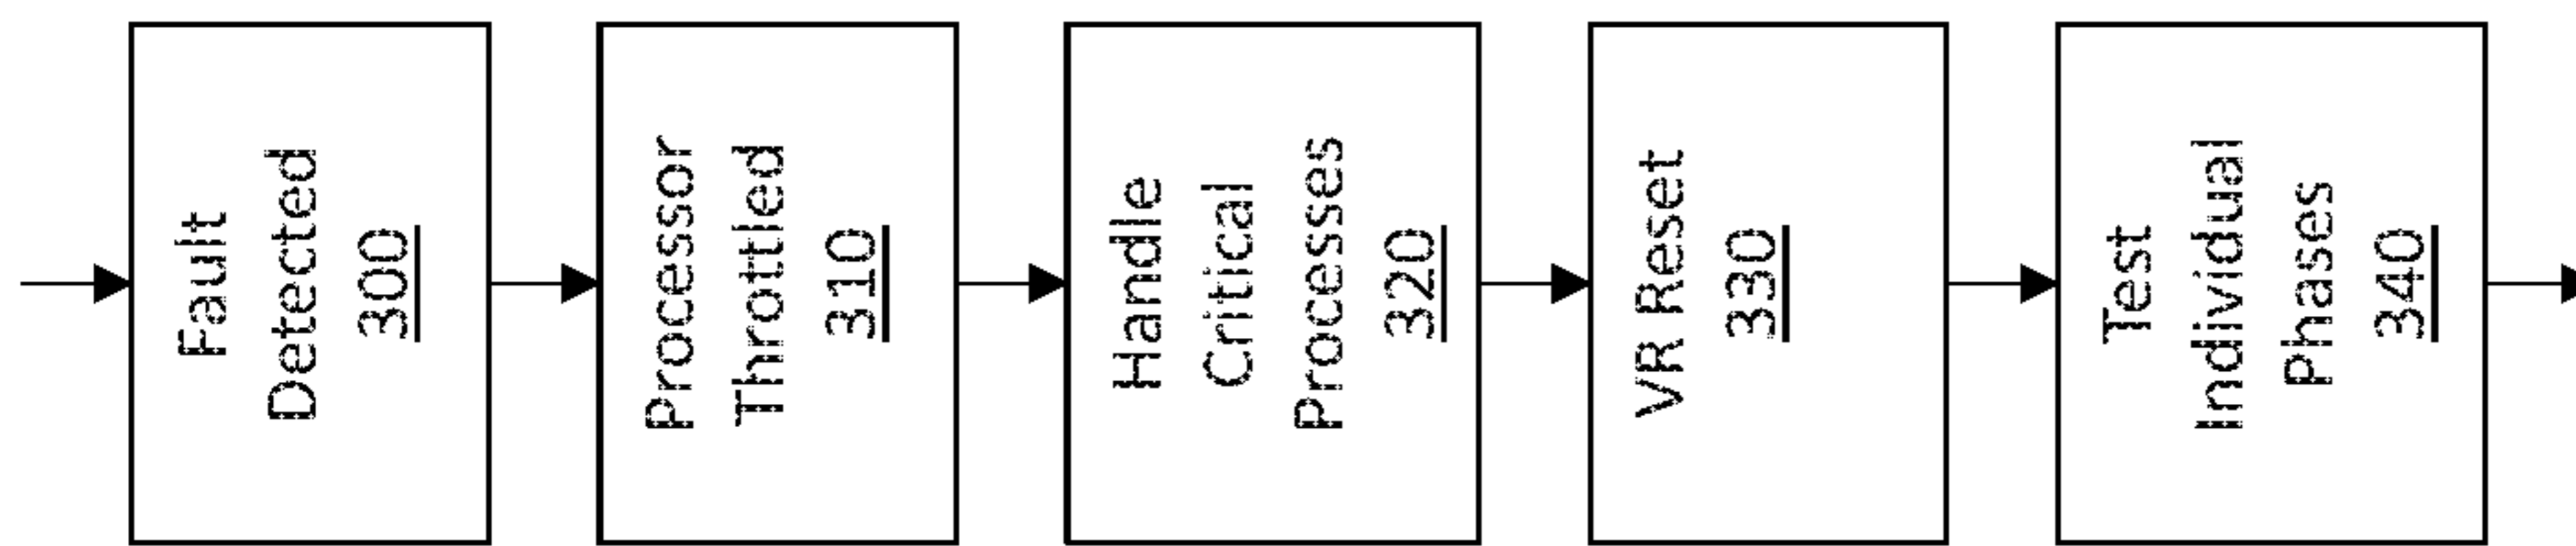 Fault
Detected
300
Processor
Throttled
310
Handle
Critical
Processes
320
VR Reset
330
Test
Individual
Phases
340